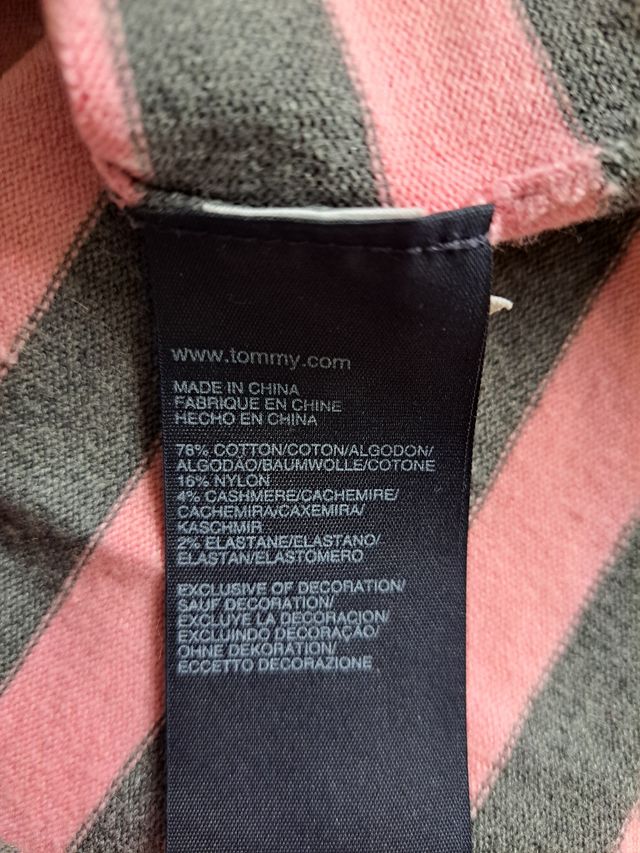 www.tommy.com
MADE IN CHINA
FABRIQUE EN CHINE
HECHO EN CHINA
78% COTTON/COTON/ALGODON/
ALGODÃO/BAUMWOLLE/COTONE
16% NYLON
4% CASHMERE/CACHEMIRE/
CACHEMIRA/CAXEMIRA/
KASCHMIR
2% ELASTANE/ELASTANO/
ELASTAN/ELASTOMERO
EXCLUSIVE OF DECORATION/
SAUF DECORATION/
EXCLUYE LA DECORACION/
EXCLUINDO DECORAÇÃO/
OHNE DEKORATION/
ECCETTO DECORAZIONE